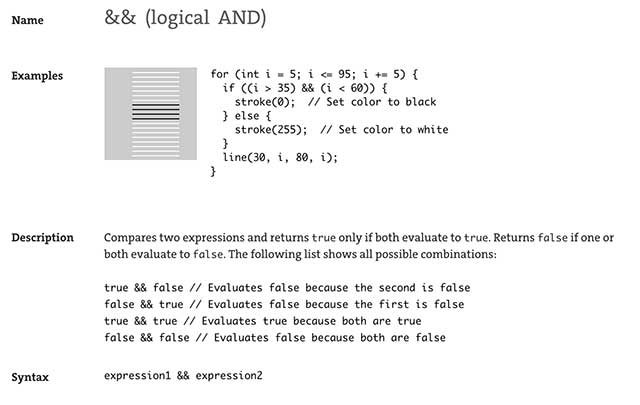 Name && (logical AND)
Examples
for (int i = 5; i <= 95; i += 5) {
  if ((i > 35) && (i < 60)) {
    stroke(0);  // Set color to black
  } else {
    stroke(255);  // Set color to white
  }
  line(30, i, 80, i);
}
Description Compares two expressions and returns true only if both evaluate to true. Returns false if one or
both evaluate to false. The following list shows all possible combinations:
true && false // Evaluates false because the second is false
false && true // Evaluates false because the first is false
true && true // Evaluates true because both are true
false && false // Evaluates false because both are false
Syntax expression1 && expression2